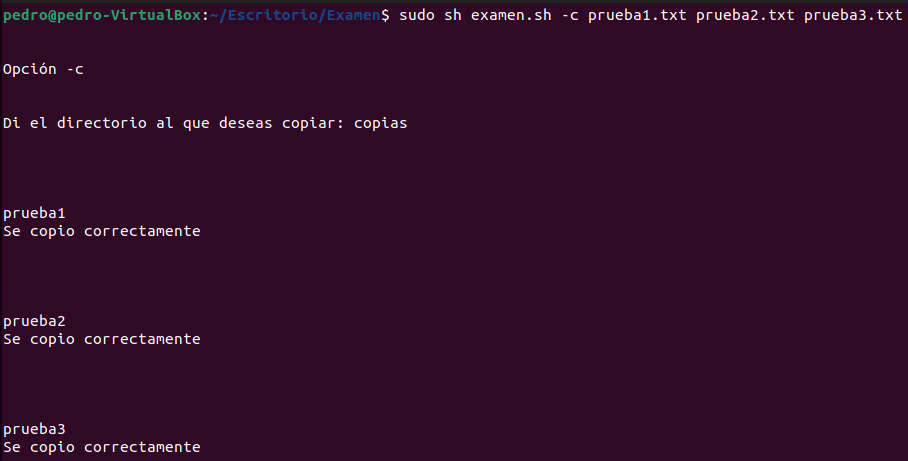 pedro@pedro-VirtualBox:~/Escritorio/Examen$ sudo sh examen.sh -c prueba1.txt prueba2.txt prueba3.txt
Opción -c
Di el directorio al que deseas copiar: copias
prueba1
Se copio correctamente
prueba2
Se copio correctamente
prueba3
Se copio correctamente